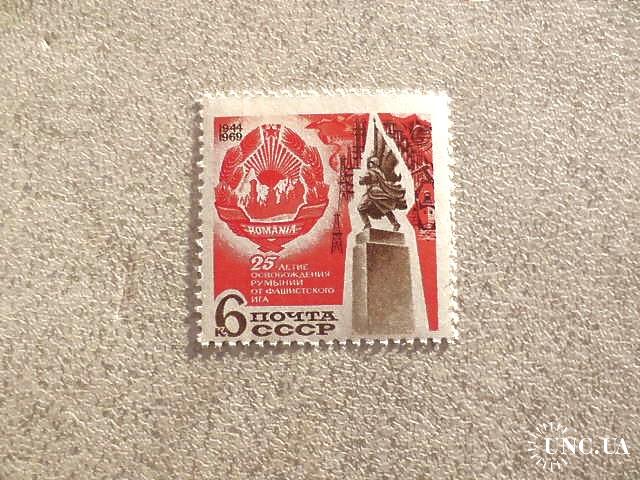 1944
1969
ROMANIA
25-ЛЕТИЕ
ОСВОБОЖДЕНИЯ
РУМЫНИИ
ОТ ФАШИСТСКОГО
ИГА
6 к. ПОЧТА
СССР
UNC.UA